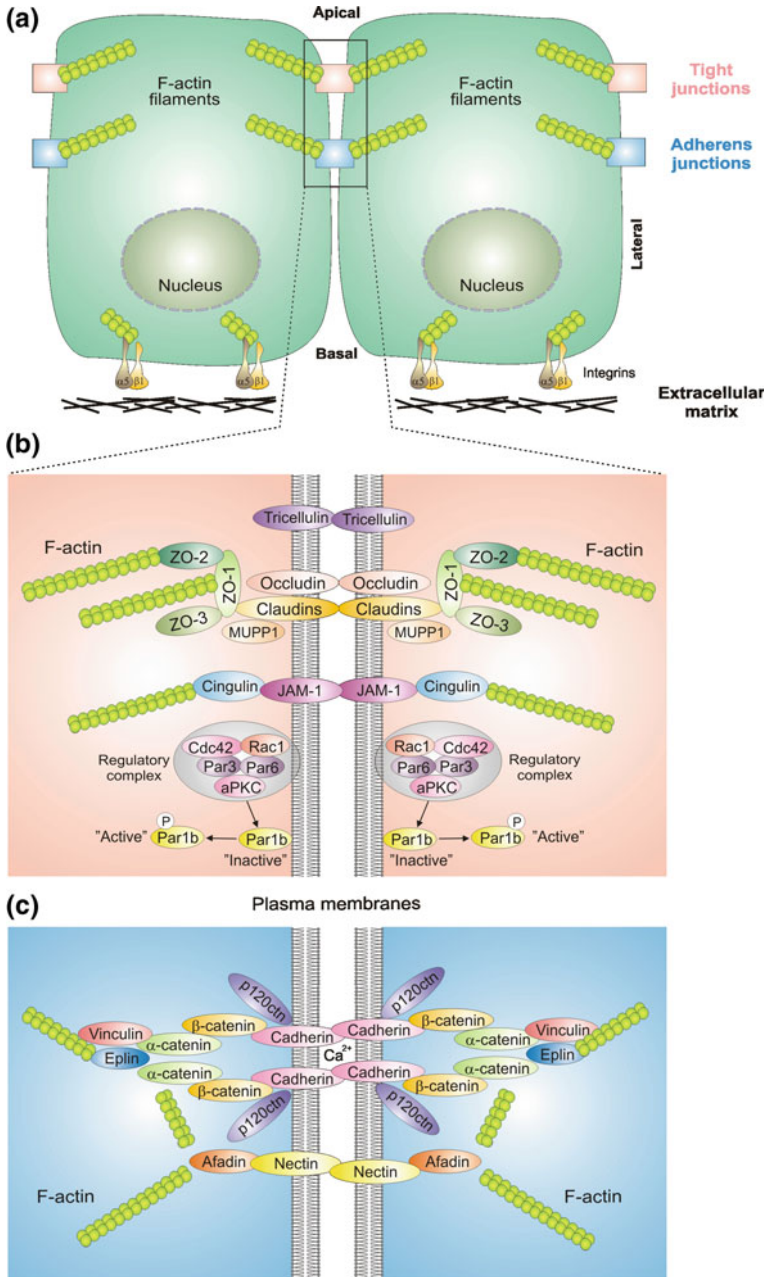 (a)
Apical
F-actin
filaments
F-actin
filaments
Tight
junctions
Adherens
junctions
Lateral
Nucleus
Nucleus
Basal
α5 β1
α5 β1
α5 β1
α5 β1
Integrins
Extracellular
matrix
(b)
Tricellulin Tricellulin
F-actin
ZO-2
ZO-1
ZO-3
Occludin Occludin
Claudins Claudins
MUPP1
MUPP1
ZO-2
ZO-1
ZO-3
F-actin
Cingulin JAM-1 JAM-1 Cingulin
Regulatory
complex
Cdc42 Rac1
Par3 Par6
aPKC
Rac1 Cdc42
Par6 Par3
aPKC
Regulatory
complex
P
"Active" Par1b
Par1b
"Inactive"
Par1b
"Inactive"
P
Par1b "Active"
(c)
Plasma membranes
p120ctn
p120ctn
Vinculin
β-catenin
Cadherin
Cadherin
β-catenin
Vinculin
Eplin
α-catenin
Ca2+
α-catenin
Eplin
α-catenin
β-catenin
Cadherin
Cadherin
β-catenin
α-catenin
p120ctn
p120ctn
Afadin
Nectin
Nectin
Afadin
F-actin
F-actin